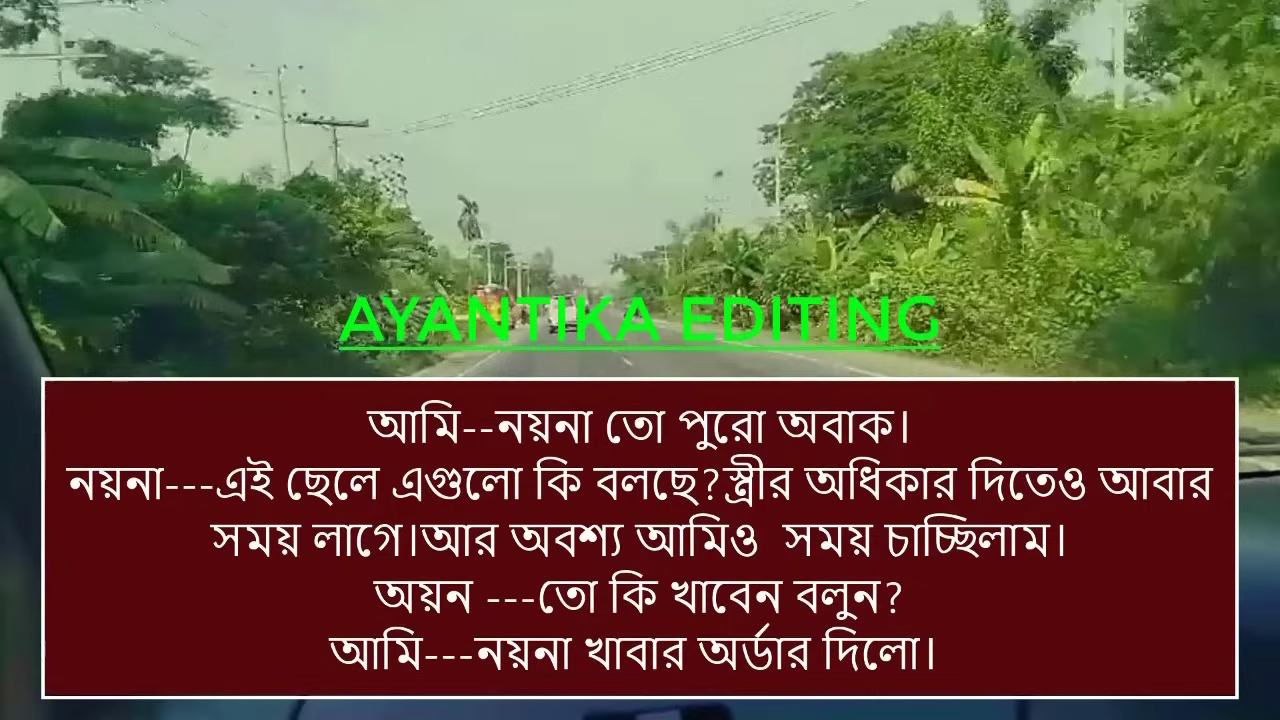 AYANTIKA EDITING
আমি--নয়না তো পুরো অবাক।
নয়না---এই ছেলে এগুলো কি বলছে?স্ত্রীর অধিকার দিতেও আবার
সময় লাগে।আর অবশ্য আমিও  সময় চাচ্ছিলাম।
অয়ন ---তো কি খাবেন বলুন?
আমি---নয়না খাবার অর্ডার দিলো।